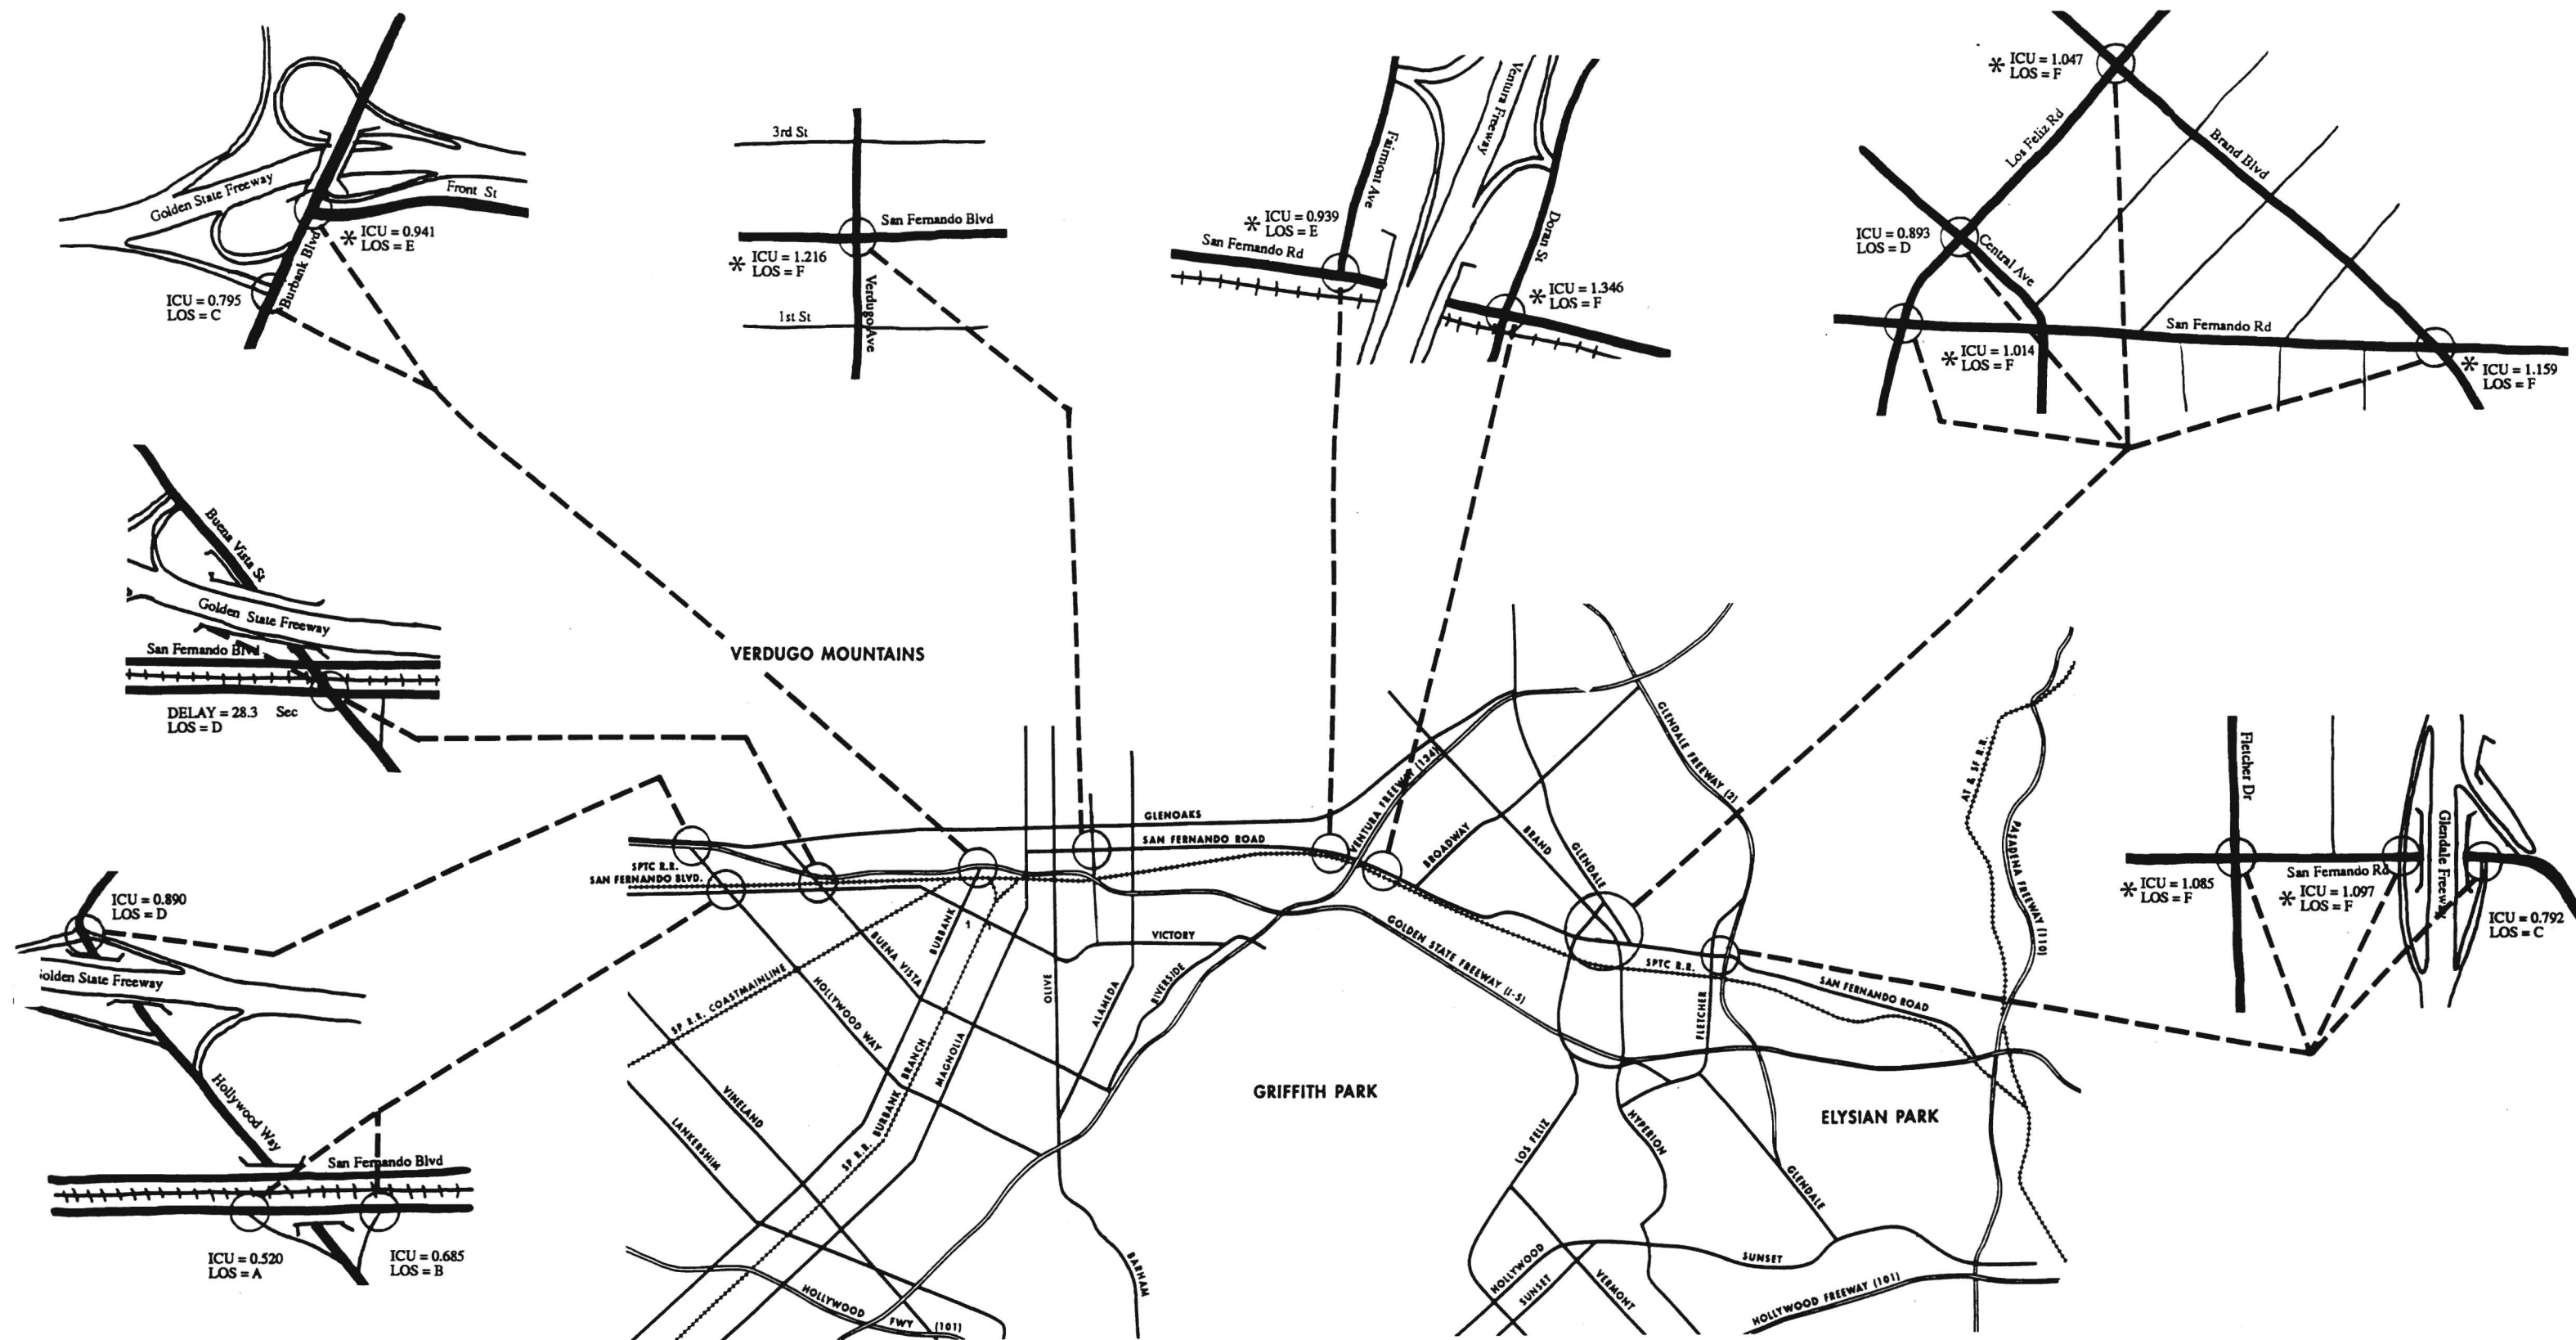 * ICU = 1.047
LOS = F
Los Feliz Rd
Brand Blvd
ICU = 0.893
LOS = D
Central Ave
San Fernando Rd
* ICU = 1.014
LOS = F
* ICU = 1.159
LOS = F
Golden State Freeway
Front St
* ICU = 0.941
LOS = E
Burbank Blvd
ICU = 0.795
LOS = C
3rd St
San Fernando Blvd
* ICU = 1.216
LOS = F
Verdugo Ave
1st St
Ventura Freeway
Fairmont Ave
* ICU = 0.939
LOS = E
San Fernando Rd
Doran St
* ICU = 1.346
LOS = F
Buena Vista St
Golden State Freeway
San Fernando Blvd
DELAY = 28.3 Sec
LOS = D
ICU = 0.890
LOS = D
olden State Freeway
Hollywood Way
San Fernando Blvd
ICU = 0.520
LOS = A
ICU = 0.685
LOS = B
Fletcher Dr
Glendale Freeway
San Fernando Rd
* ICU = 1.085
LOS = F
* ICU = 1.097
LOS = F
ICU = 0.792
LOS = C
VERDUGO MOUNTAINS
GLENOAKS
SAN FERNANDO ROAD
SPTC R.R.
SAN FERNANDO BLVD.
VENTURA FREEWAY (134)
BROADWAY
BRAND
GLENDALE
GLENDALE FREEWAY (2)
AT & SF R.R.
PASADENA FREEWAY (110)
BURBANK
BUENA VISTA
HOLLYWOOD WAY
SP R.R. COASTMAINLINE
VICTORY
OLIVE
ALAMEDA
RIVERSIDE
GOLDEN STATE FREEWAY (I-5)
SPTC R.R.
SAN FERNANDO ROAD
FLETCHER
MAGNOLIA
SP R.R. BURBANK BRANCH
VINELAND
LANKERSHIM
GRIFFITH PARK
ELYSIAN PARK
LOS FELIZ
HYPERION
GLENDALE
BARHAM
HOLLYWOOD
SUNSET
VERMONT
SUNSET
HOLLYWOOD FWY (101)
HOLLYWOOD FREEWAY (101)